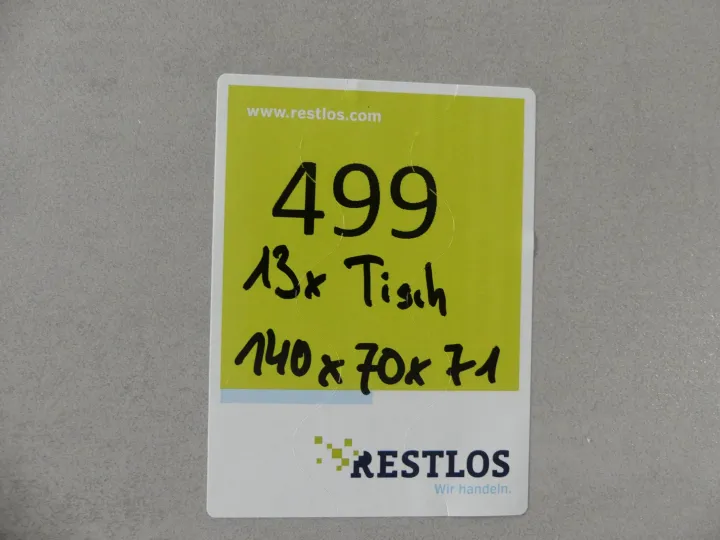 www.restlos.com
499
13x Tisch
140x70x71
RESTLOS
Wir handeln.